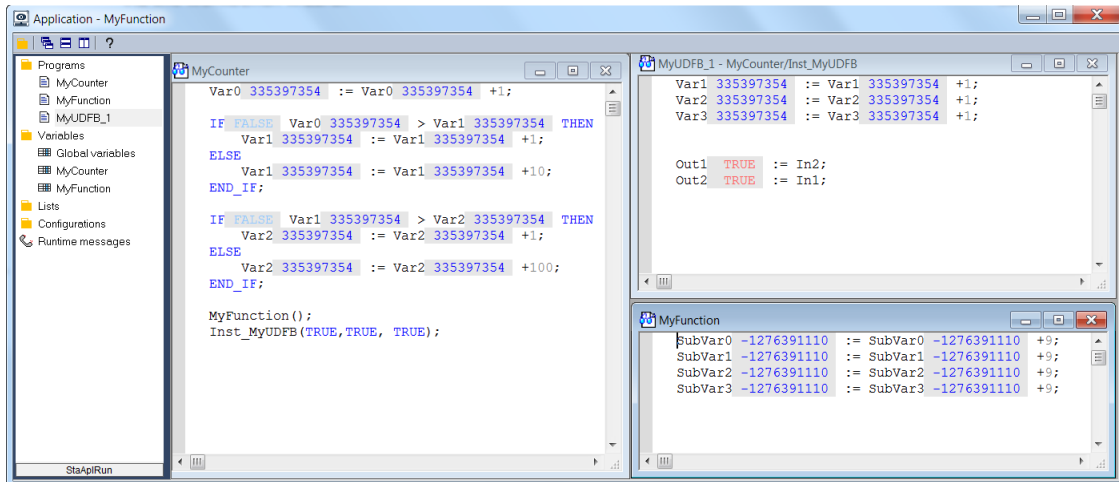 Application - MyFunction
?
Programs
MyCounter
MyFunction
MyUDFB_1
Variables
Global variables
MyCounter
MyFunction
Lists
Configurations
Runtime messages
StaAplRun
MyCounter
Var0 335397354 := Var0 335397354 +1;
IF FALSE Var0 335397354 > Var1 335397354 THEN
Var1 335397354 := Var1 335397354 +1;
ELSE
Var1 335397354 := Var1 335397354 +10;
END_IF;
IF FALSE Var1 335397354 > Var2 335397354 THEN
Var2 335397354 := Var2 335397354 +1;
ELSE
Var2 335397354 := Var2 335397354 +100;
END_IF;
MyFunction();
Inst_MyUDFB(TRUE,TRUE, TRUE);
MyUDFB_1 - MyCounter/Inst_MyUDFB
Var1 335397354 := Var1 335397354 +1;
Var2 335397354 := Var2 335397354 +1;
Var3 335397354 := Var3 335397354 +1;
Out1 TRUE := In2;
Out2 TRUE := In1;
MyFunction
SubVar0 -1276391110 := SubVar0 -1276391110 +9;
SubVar1 -1276391110 := SubVar1 -1276391110 +9;
SubVar2 -1276391110 := SubVar2 -1276391110 +9;
SubVar3 -1276391110 := SubVar3 -1276391110 +9;